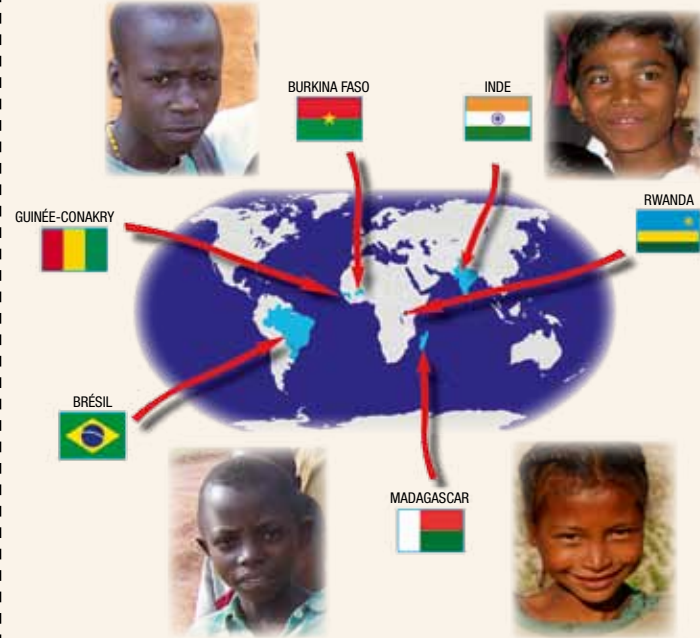 BURKINA FASO
INDE
RWANDA
GUINÉE-CONAKRY
BRÉSIL
MADAGASCAR